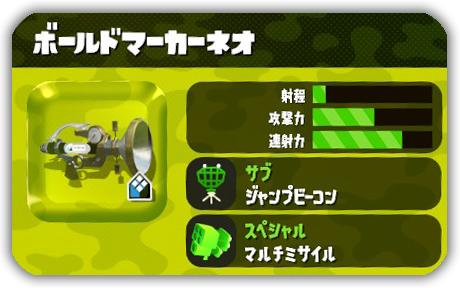 ボールドマーカーネオ
射程
攻撃力
連射力
サブ
ジャンプビーコン
スペシャル
マルチミサイル